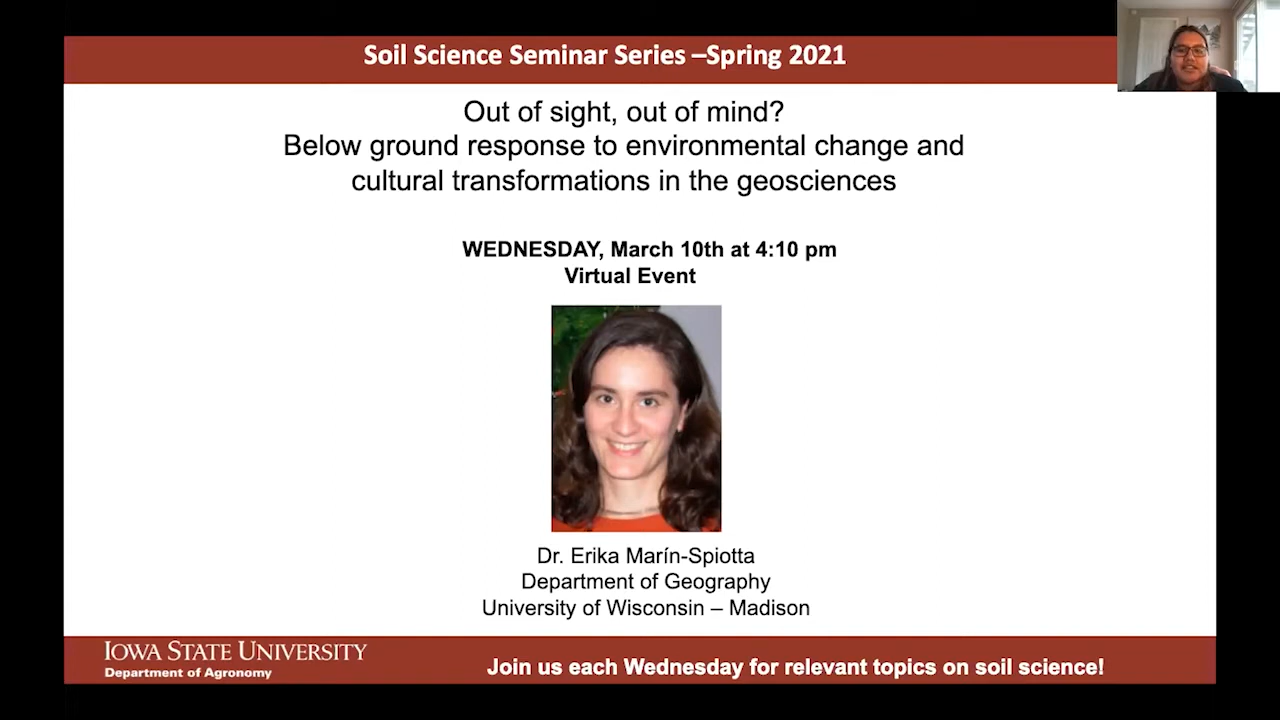 Soil Science Seminar Series –Spring 2021
Out of sight, out of mind?
Below ground response to environmental change and
cultural transformations in the geosciences
WEDNESDAY, March 10th at 4:10 pm
Virtual Event
Dr. Erika Marín-Spiotta
Department of Geography
University of Wisconsin – Madison
IOWA STATE UNIVERSITY
Department of Agronomy
Join us each Wednesday for relevant topics on soil science!